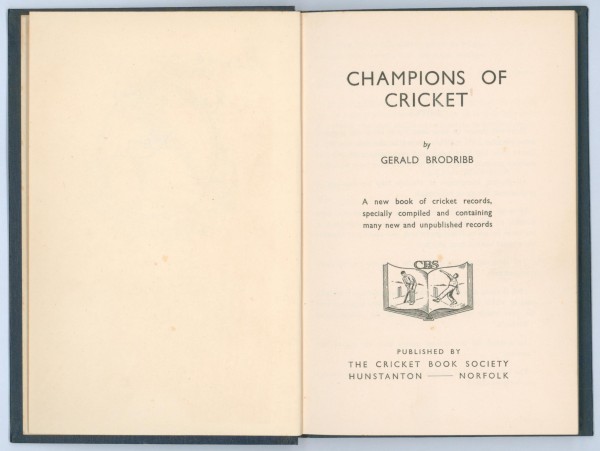 CHAMPIONS OF
CRICKET
by
GERALD BRODRIBB
A new book of cricket records,
specially compiled and containing
many new and unpublished records
CBS
PUBLISHED BY
THE CRICKET BOOK SOCIETY
HUNSTANTON —— NORFOLK